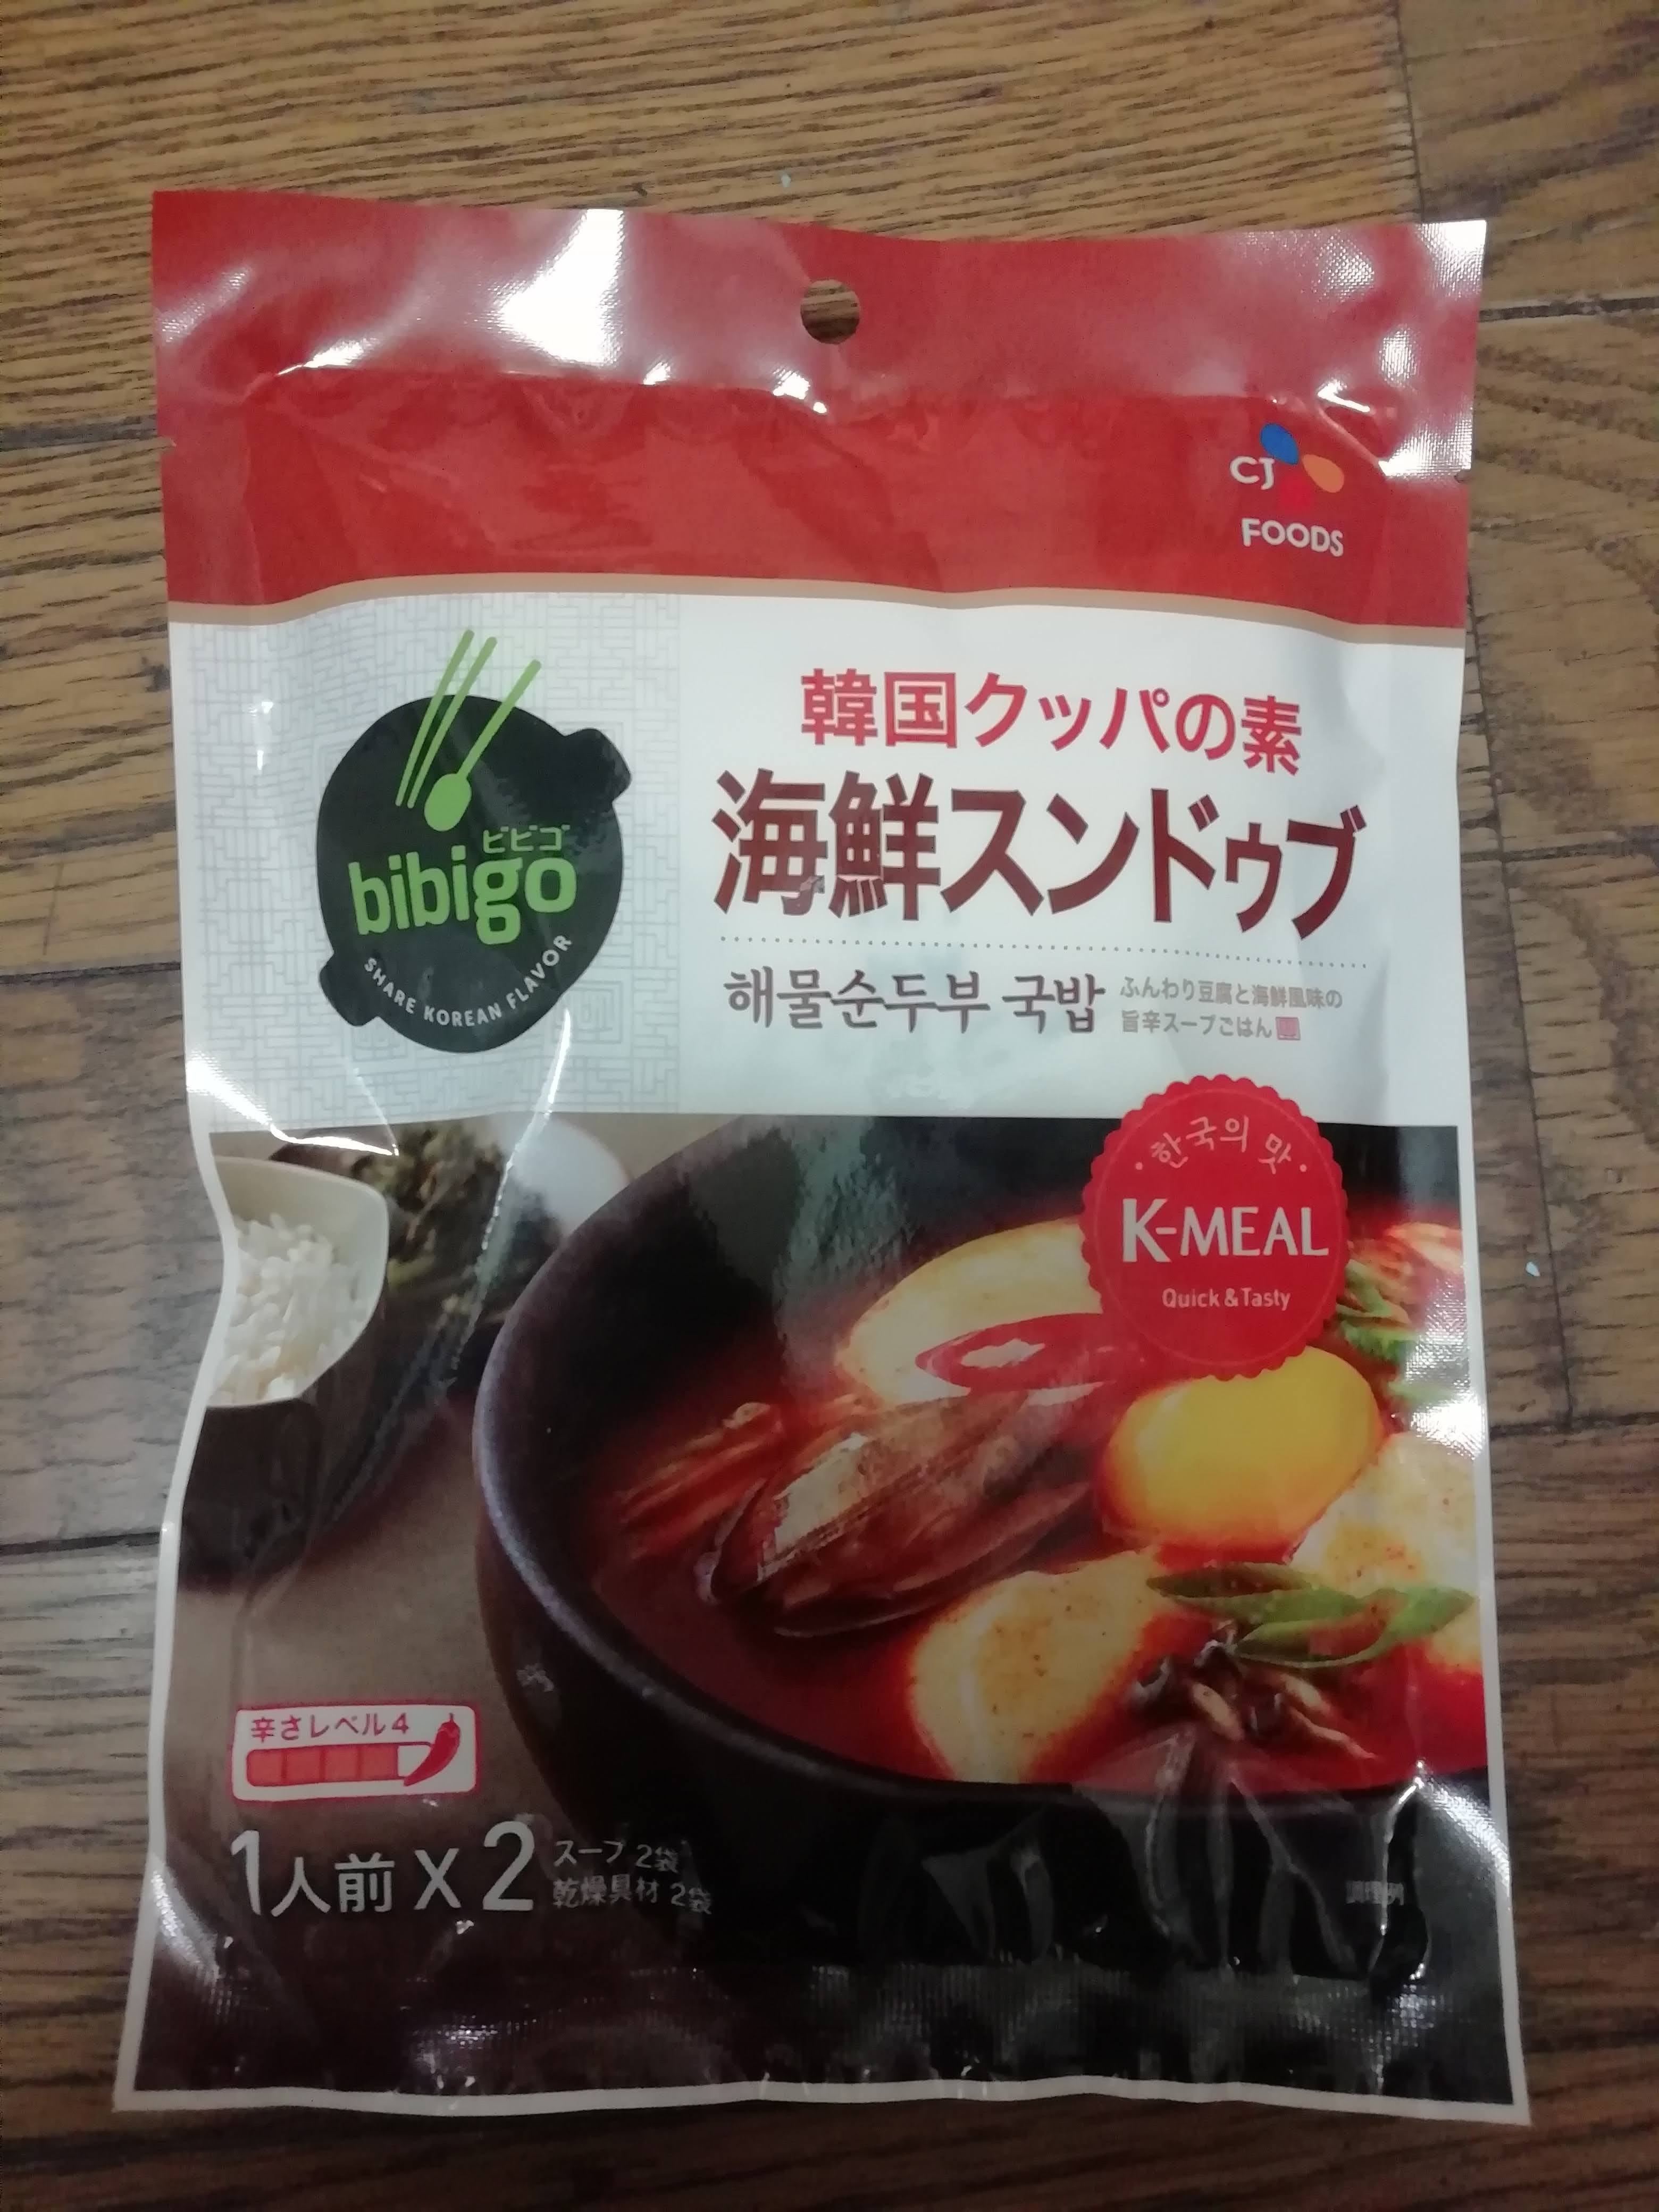 CJ
FOODS
韓国クッパの素
海鮮スンドゥブ
ビビゴ
bibigo
SHARE KOREAN FLAVOR
해물순두부 국밥
ふんわり豆腐と海鮮風味の
旨辛スープごはん
한국의 맛
K-MEAL
Quick & Tasty
辛さレベル4
1人前 X 2
スープ 2袋
乾燥具材 2袋
調理例